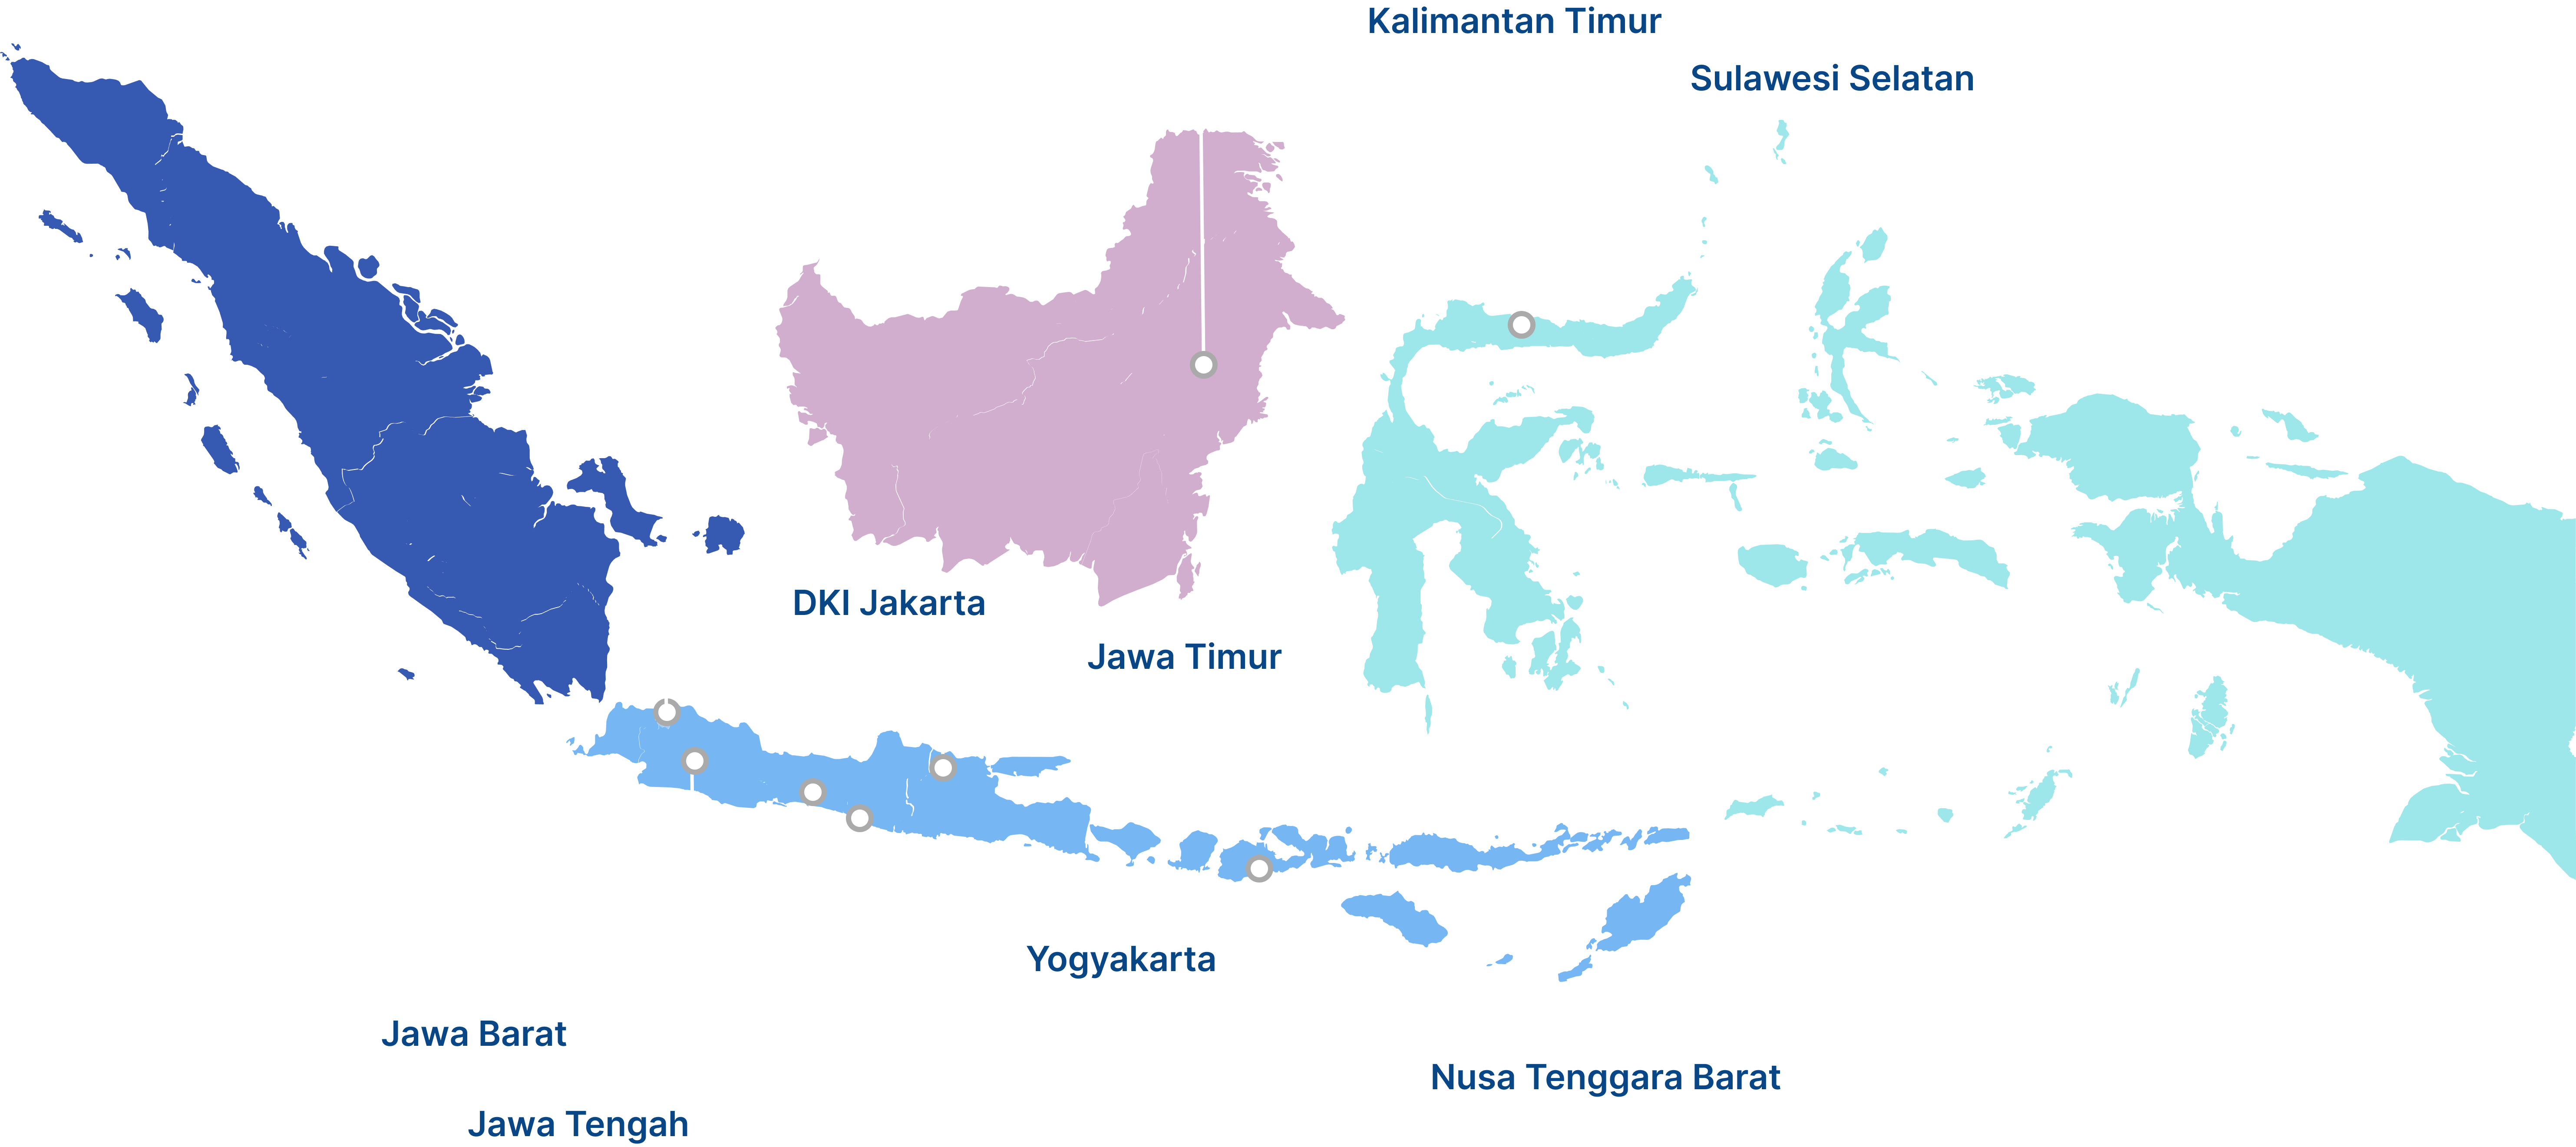 Kalimantan Timur
Sulawesi Selatan
DKI Jakarta
Jawa Timur
Yogyakarta
Jawa Barat
Nusa Tenggara Barat
Jawa Tengah